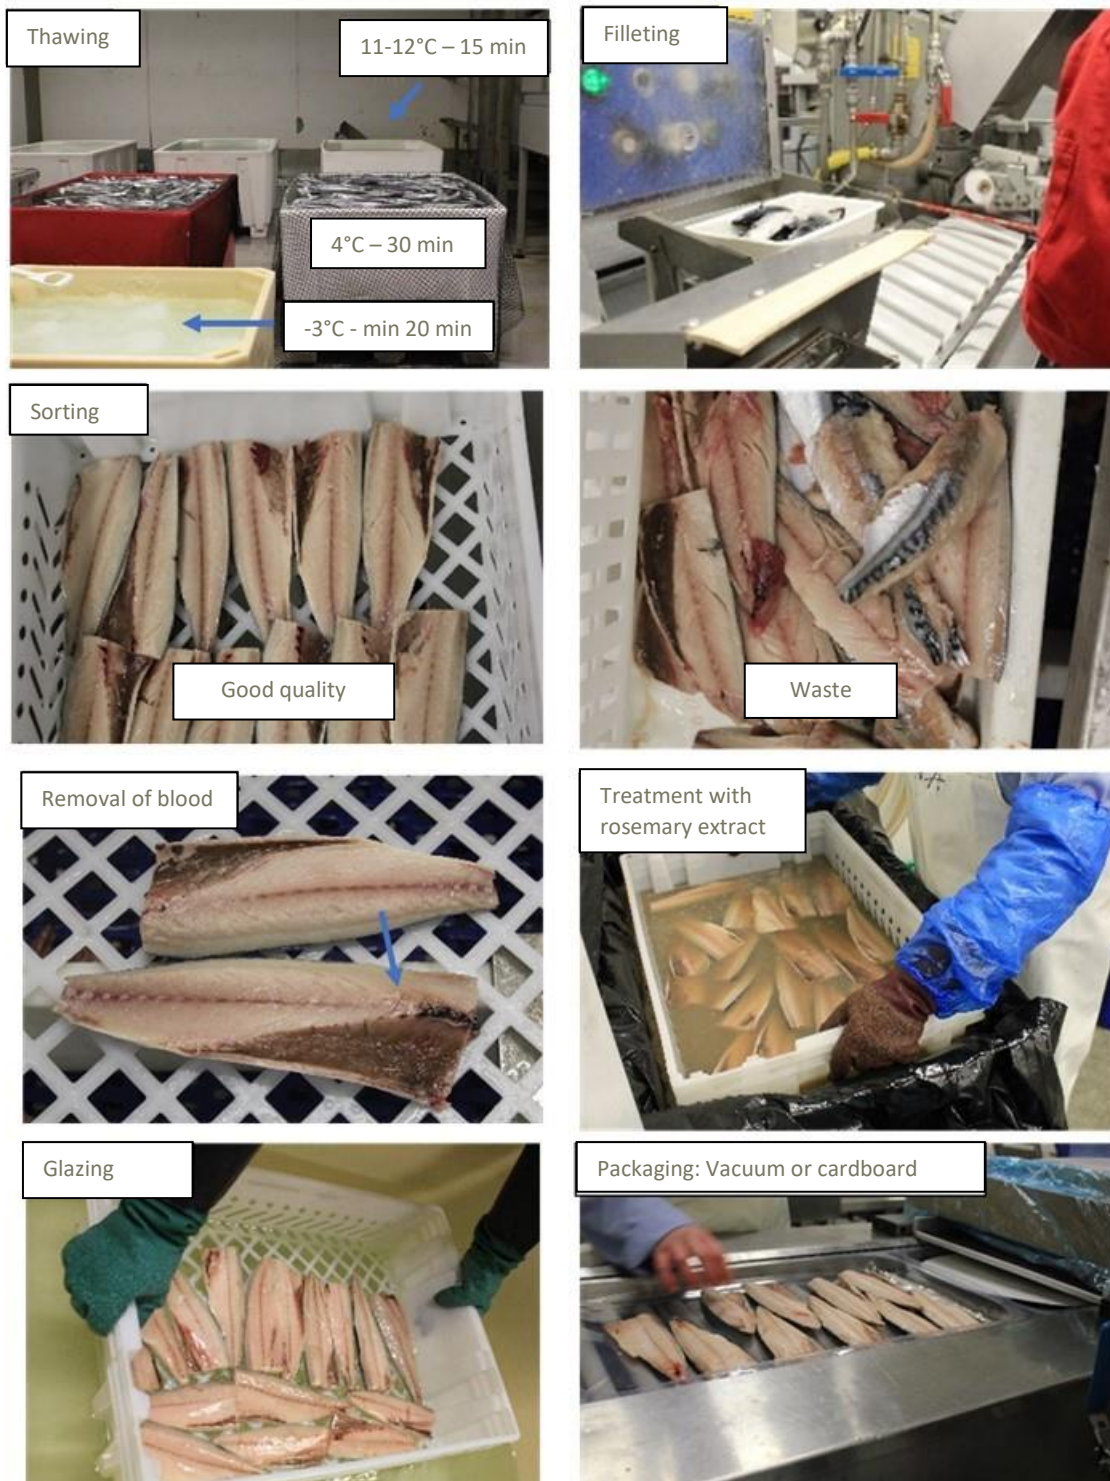 Thawing
11-12°C – 15 min
4°C – 30 min
-3°C - min 20 min
Filleting
Sorting
Good quality
Waste
Removal of blood
Treatment with
rosemary extract
Glazing
Packaging: Vacuum or cardboard